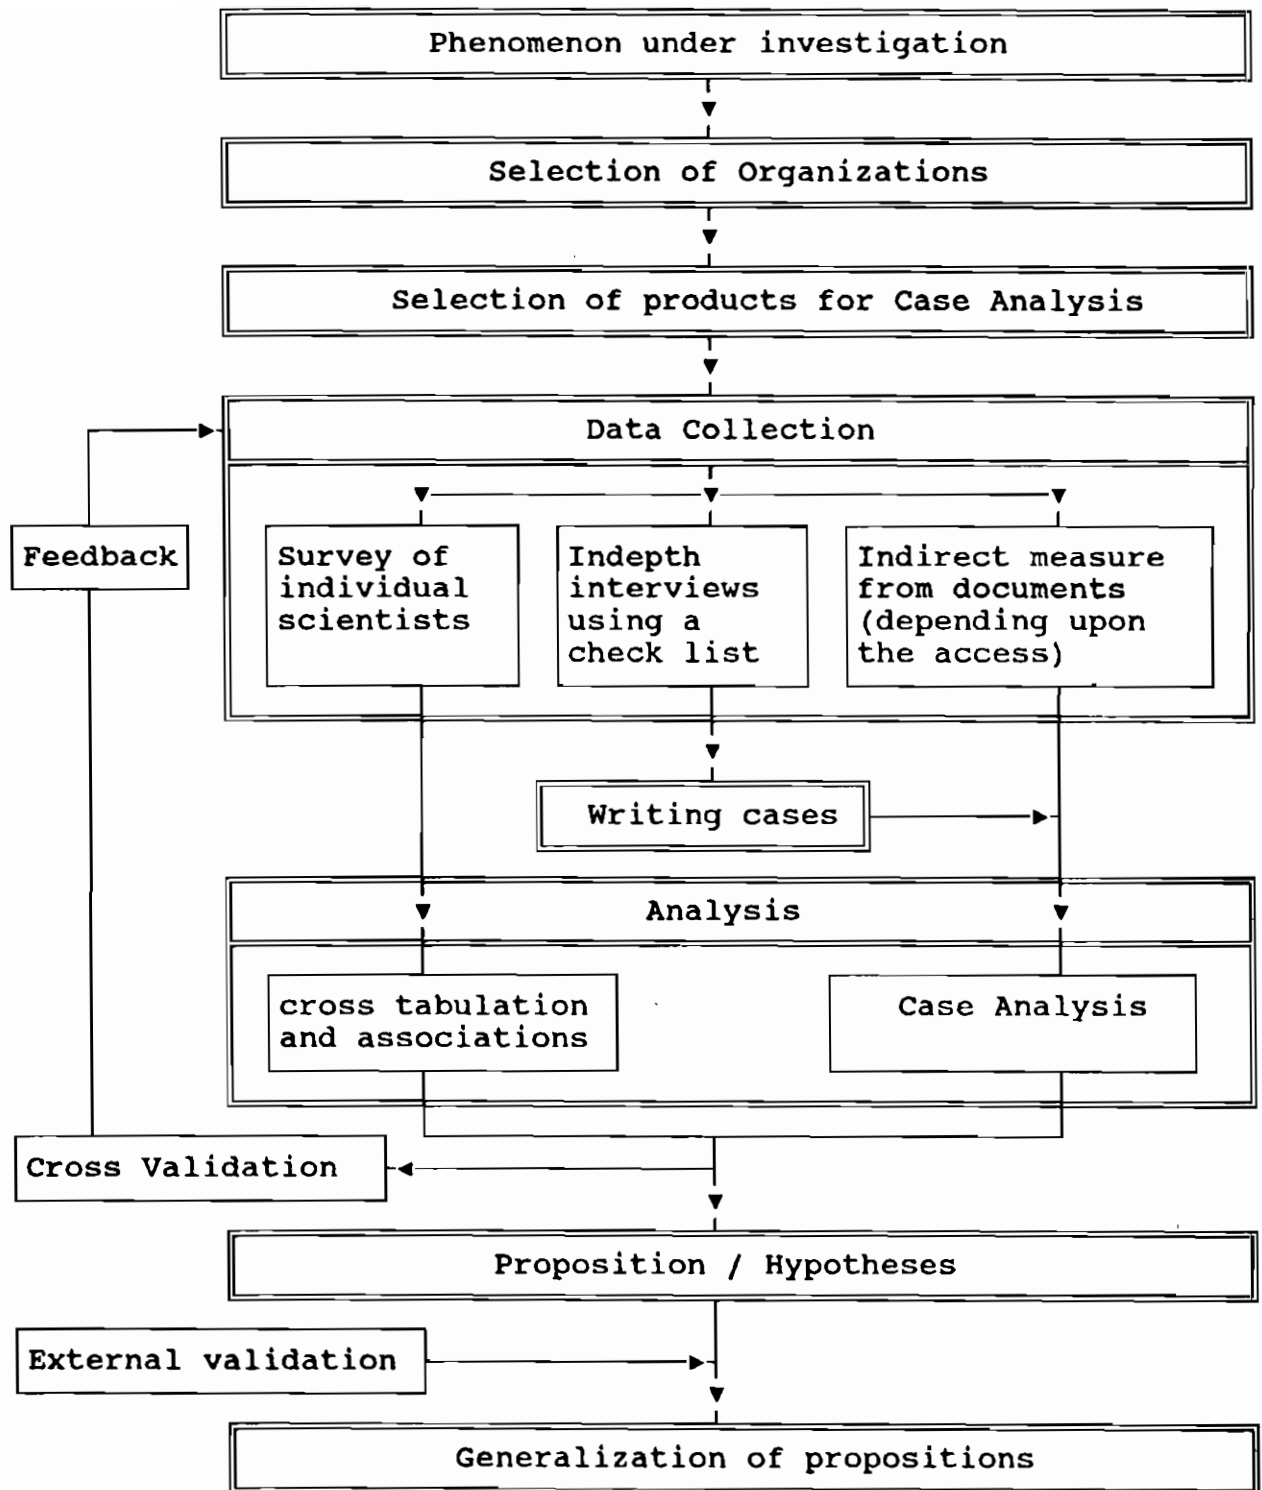 Phenomenon under investigation
Selection of Organizations
Selection of products for Case Analysis
Data Collection
Feedback
Survey of
individual
scientists
Indepth
interviews
using a
check list
Indirect measure
from documents
(depending upon
the access)
Writing cases
Analysis
cross tabulation
and associations
Case Analysis
Cross Validation
Proposition / Hypotheses
External validation
Generalization of propositions